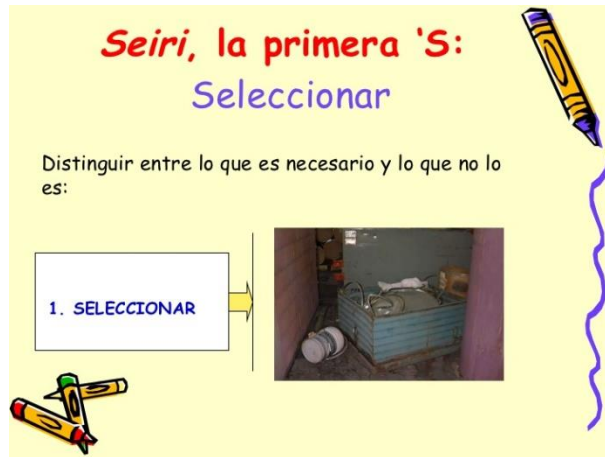 Seiri, la primera ‘S:
Seleccionar
Distinguir entre lo que es necesario y lo que no lo
es:
1. SELECCIONAR